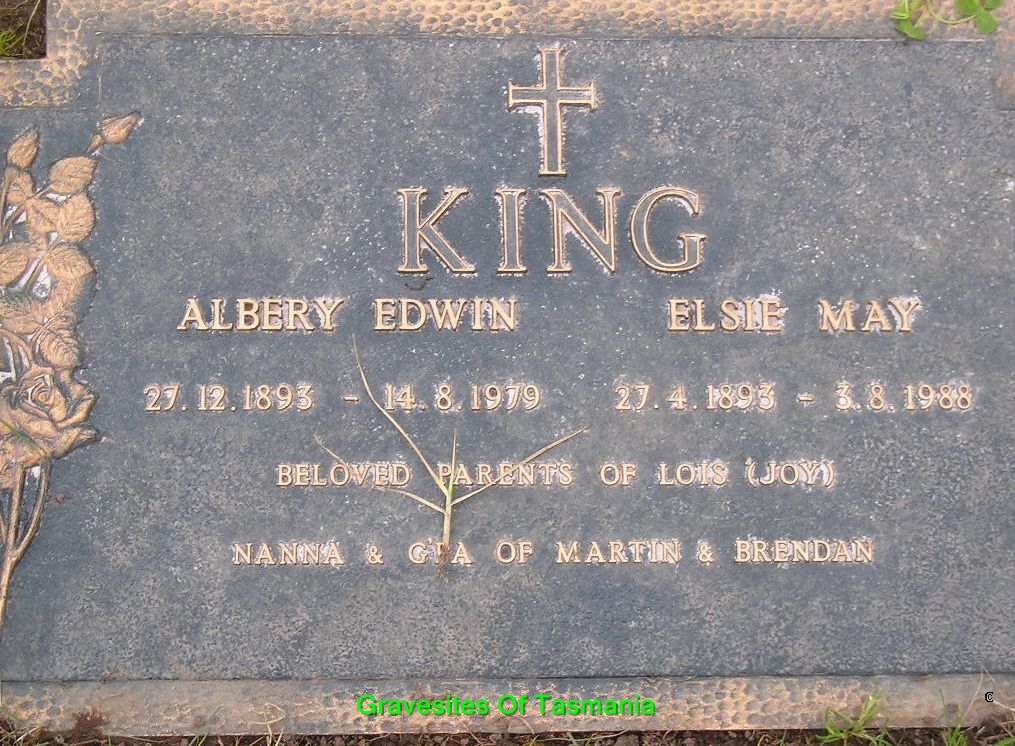 KING
ALBERY EDWIN ELSIE MAY
27.12.1893 - 14.8.1979 27.4.1893 - 3.8.1988
BELOVED PARENTS OF LOIS (JOY)
NANNA & G'PA OF MARTIN & BRENDAN
Gravesites Of Tasmania
©